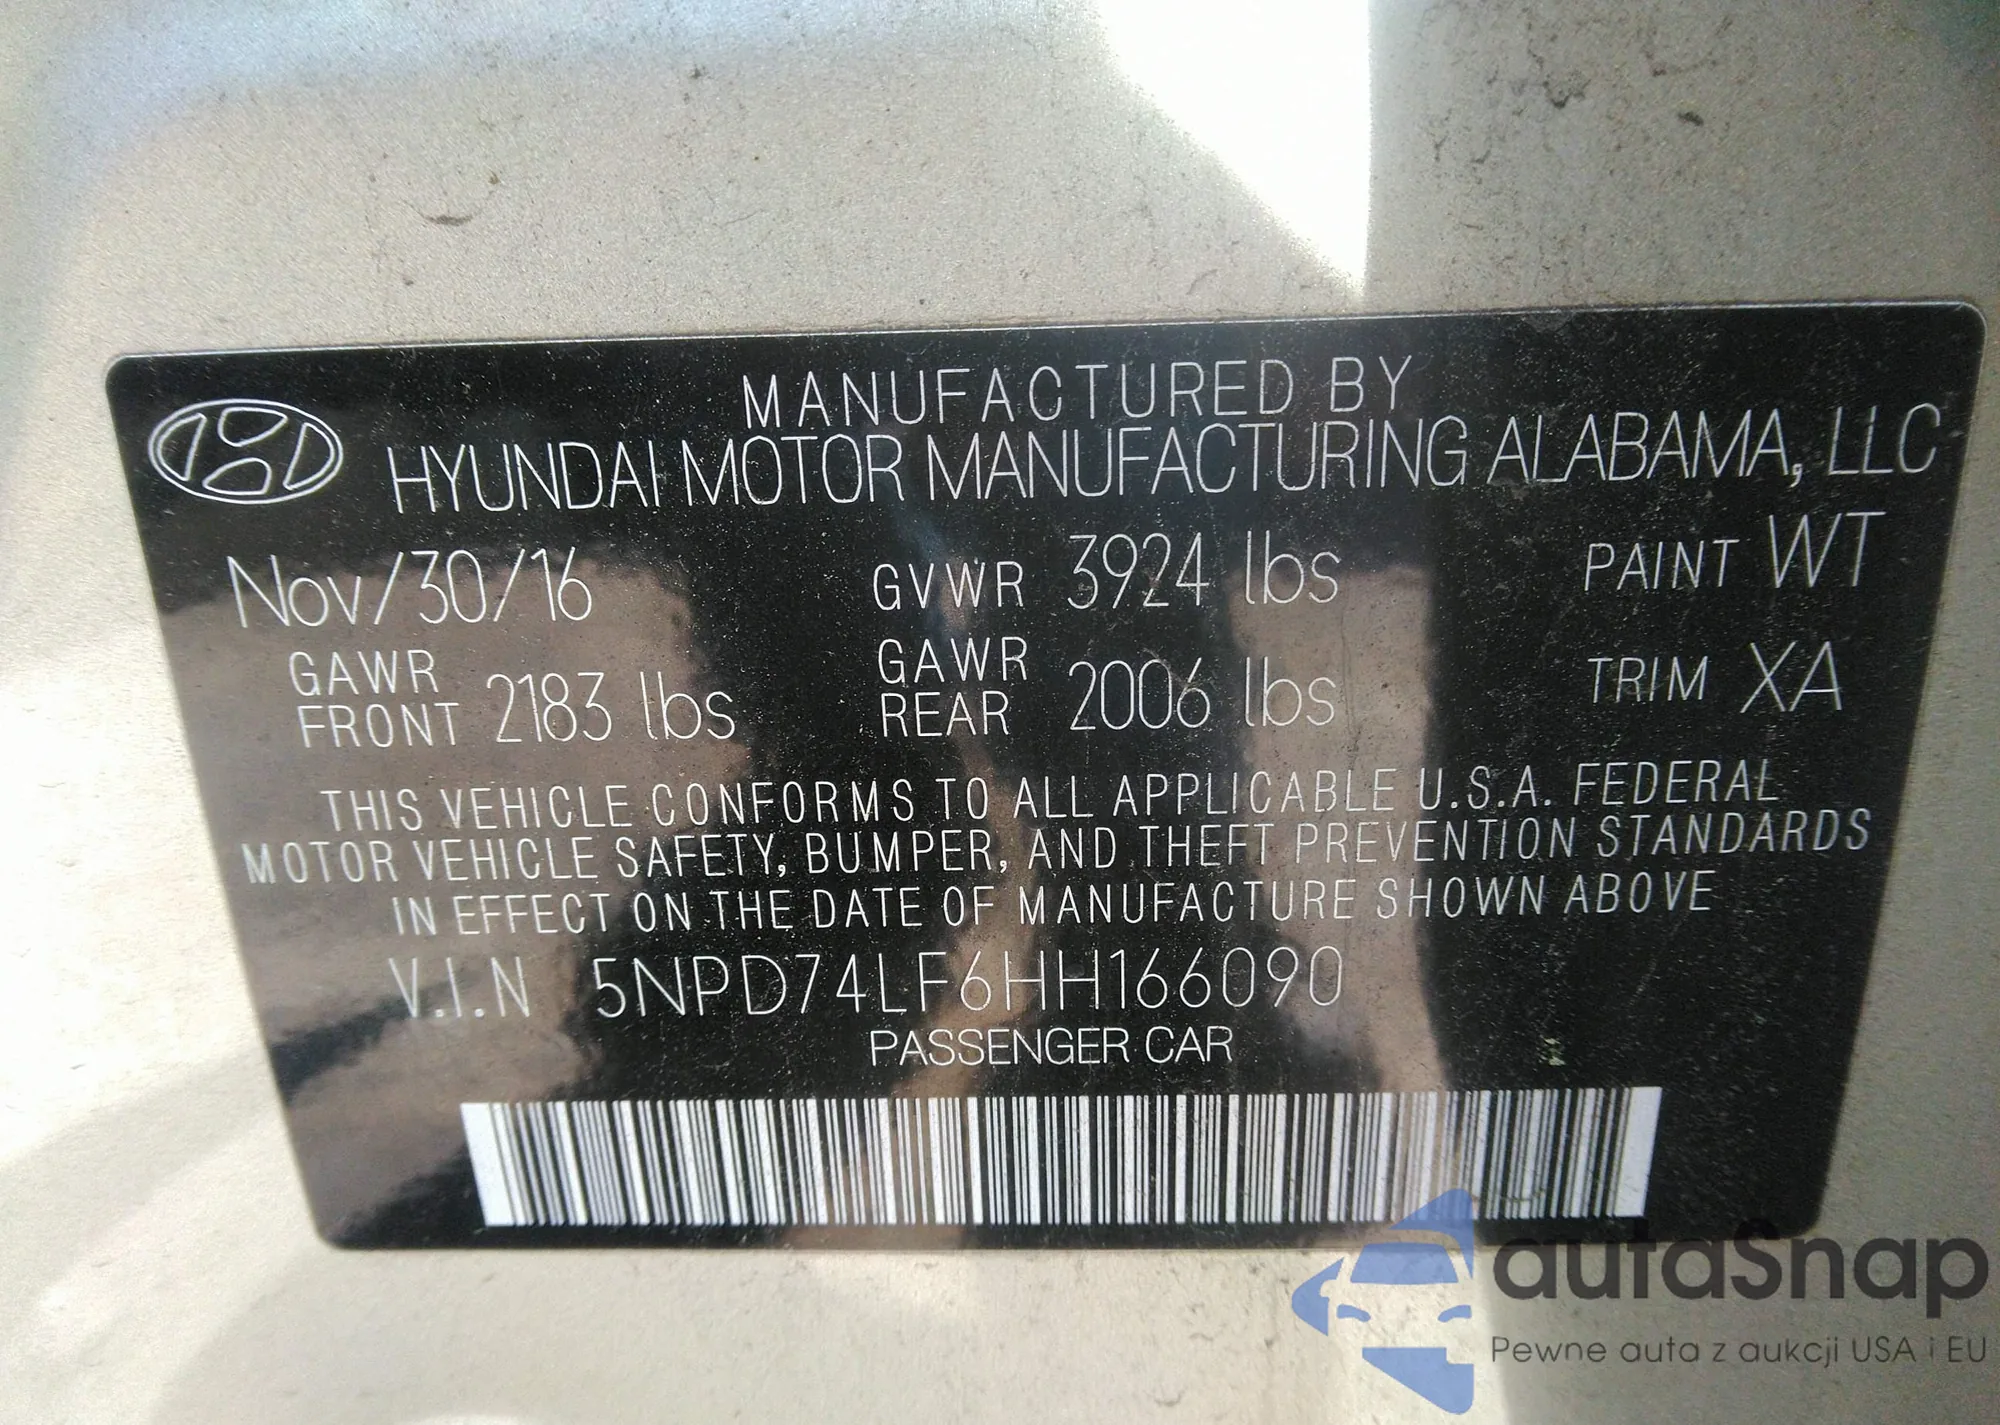 MANUFACTURED BY
HYUNDAI MOTOR MANUFACTURING ALABAMA, LLC
Nov/30/16 GVWR 3924 lbs PAINT WT
GAWR FRONT 2183 lbs GAWR REAR 2006 lbs TRIM XA
THIS VEHICLE CONFORMS TO ALL APPLICABLE U.S.A. FEDERAL
MOTOR VEHICLE SAFETY, BUMPER, AND THEFT PREVENTION STANDARDS
IN EFFECT ON THE DATE OF MANUFACTURE SHOWN ABOVE
V.I.N 5NPD74LF6HH166090
PASSENGER CAR
autaSnap
Pewne auta z aukcji USA i EU